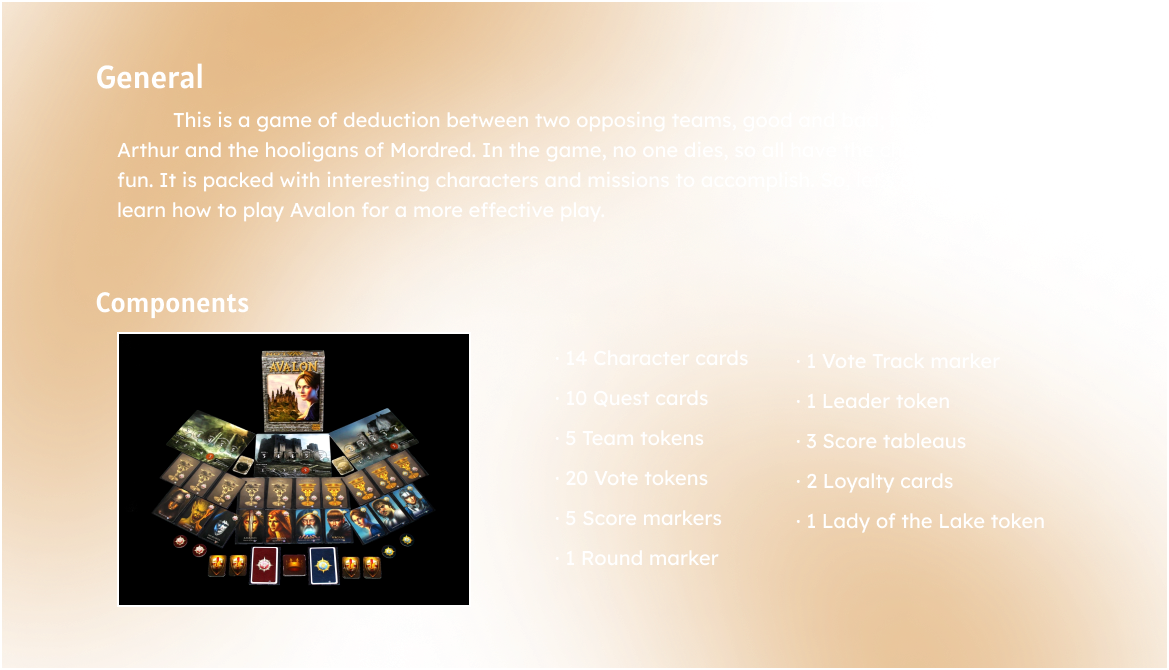 General
This is a game of deduction between two opposing teams, good and
Arthur and the hooligans of Mordred. In the game, no one dies, so all have
fun. It is packed with interesting characters and missions to accomplish.
learn how to play Avalon for a more effective play.
Components
AVALON
· 14 Character cards
· 10 Quest cards
· 5 Team tokens
· 20 Vote tokens
· 5 Score markers
· 1 Round marker
· 1 Vote Track marker
· 1 Leader token
· 3 Score tableaus
· 2 Loyalty cards
· 1 Lady of the Lake token